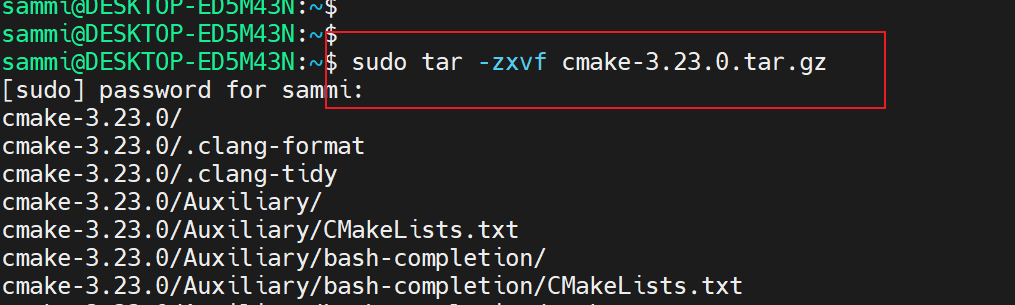 sammi@DESKTOP-ED5M43N:~$
sammi@DESKTOP-ED5M43N:~$
sammi@DESKTOP-ED5M43N:~$ sudo tar -zxvf cmake-3.23.0.tar.gz
[sudo] password for sammi:
cmake-3.23.0/
cmake-3.23.0/.clang-format
cmake-3.23.0/.clang-tidy
cmake-3.23.0/Auxiliary/
cmake-3.23.0/Auxiliary/CMakeLists.txt
cmake-3.23.0/Auxiliary/bash-completion/
cmake-3.23.0/Auxiliary/bash-completion/CMakeLists.txt